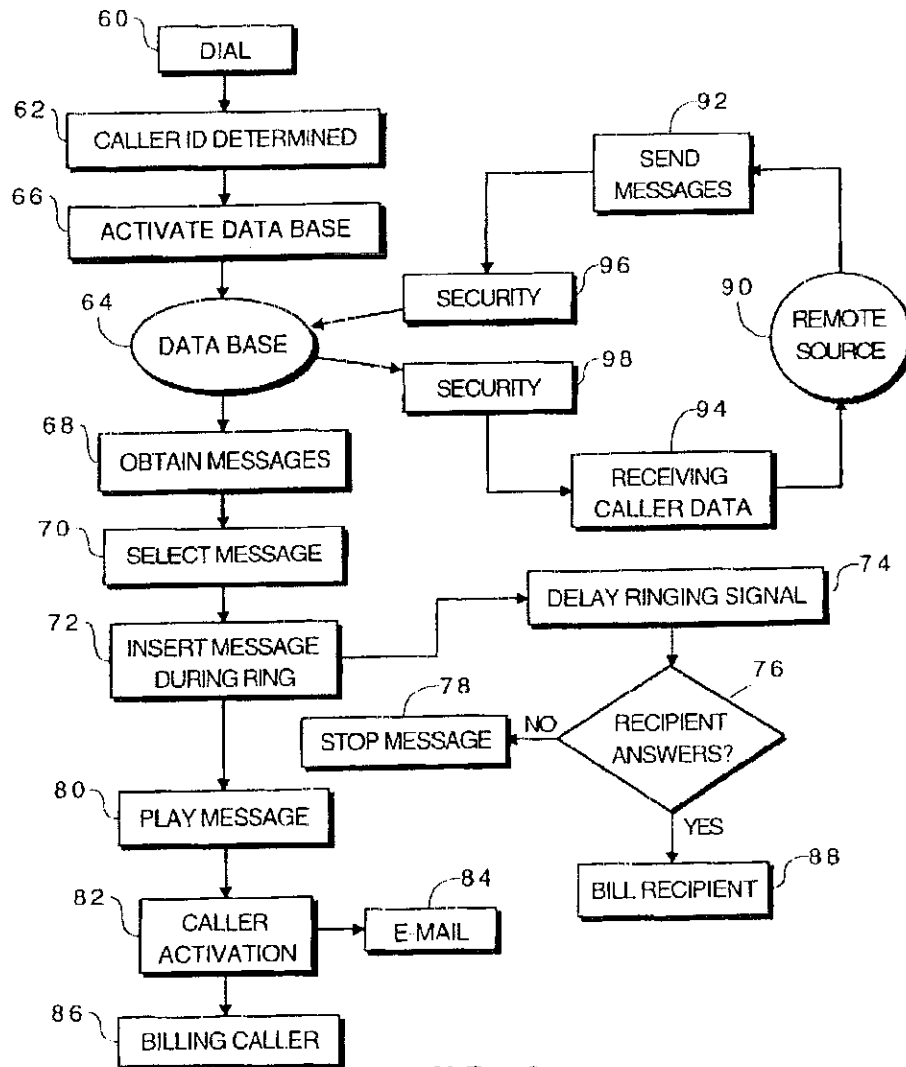 60
DIAL
62
CALLER ID DETERMINED
66
ACTIVATE DATA BASE
64
DATA BASE
92
SEND
MESSAGES
96
SECURITY
90
REMOTE
SOURCE
98
SECURITY
94
RECEIVING
CALLER DATA
68
OBTAIN MESSAGES
70
SELECT MESSAGE
72
INSERT MESSAGE
DURING RING
74
DELAY RINGING SIGNAL
76
RECIPIENT
ANSWERS?
NO
78
STOP MESSAGE
YES
88
BILL RECIPIENT
80
PLAY MESSAGE
82
CALLER
ACTIVATION
84
E-MAIL
86
BILLING CALLER